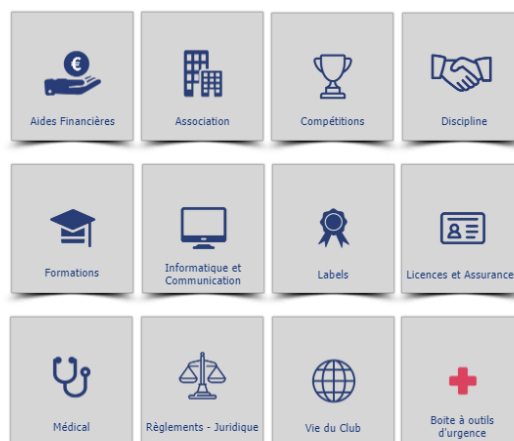 Aides Financières
Association
Compétitions
Discipline
Formations
Informatique et
Communication
Labels
Licences et Assurance
Médical
Règlements - Juridique
Vie du Club
Boite à outils
d'urgence